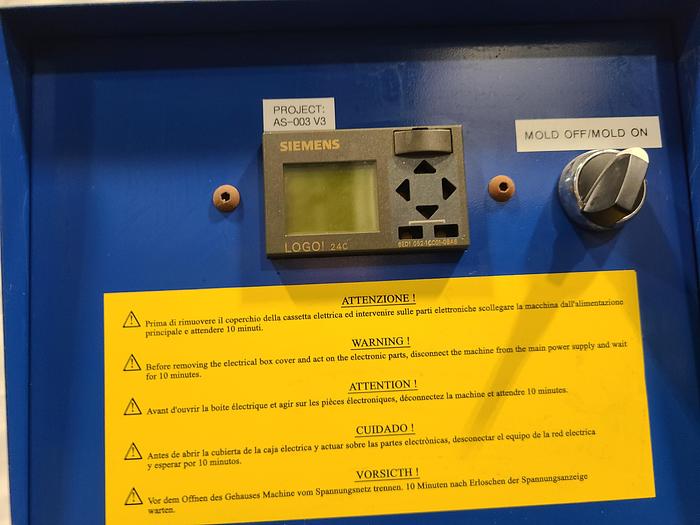 PROJECT:
AS-003 V3
MOLD OFF/MOLD ON
SIEMENS
LOGO! 24C
6ED1 052-1CC01-0BA6
ATTENZIONE !
Prima di rimuovere il coperchio della cassetta elettrica ed intervenire sulle parti elettroniche scollegare la macchina dall'alimentazione
principale e attendere 10 minuti.
WARNING !
Before removing the electrical box cover and act on the electronic parts, disconnect the machine from the main power supply and wait
for 10 minutes.
ATTENTION !
Avant d'ouvrir la boite électrique et agir sur les pièces électroniques, déconnectez la machine et attendre 10 minutes.
CUIDADO !
Antes de abrir la cubierta de la caja electrica y actuar sobre las partes electrònicas, desconectar el equipo de la red electrica
y esperar por 10 minutos.
VORSICTH !
Vor dem Offnen des Gehauses Machine vom Spannungsnetz trennen. 10 Minuten nach Erloschen der Spannungsanzeige
warten.